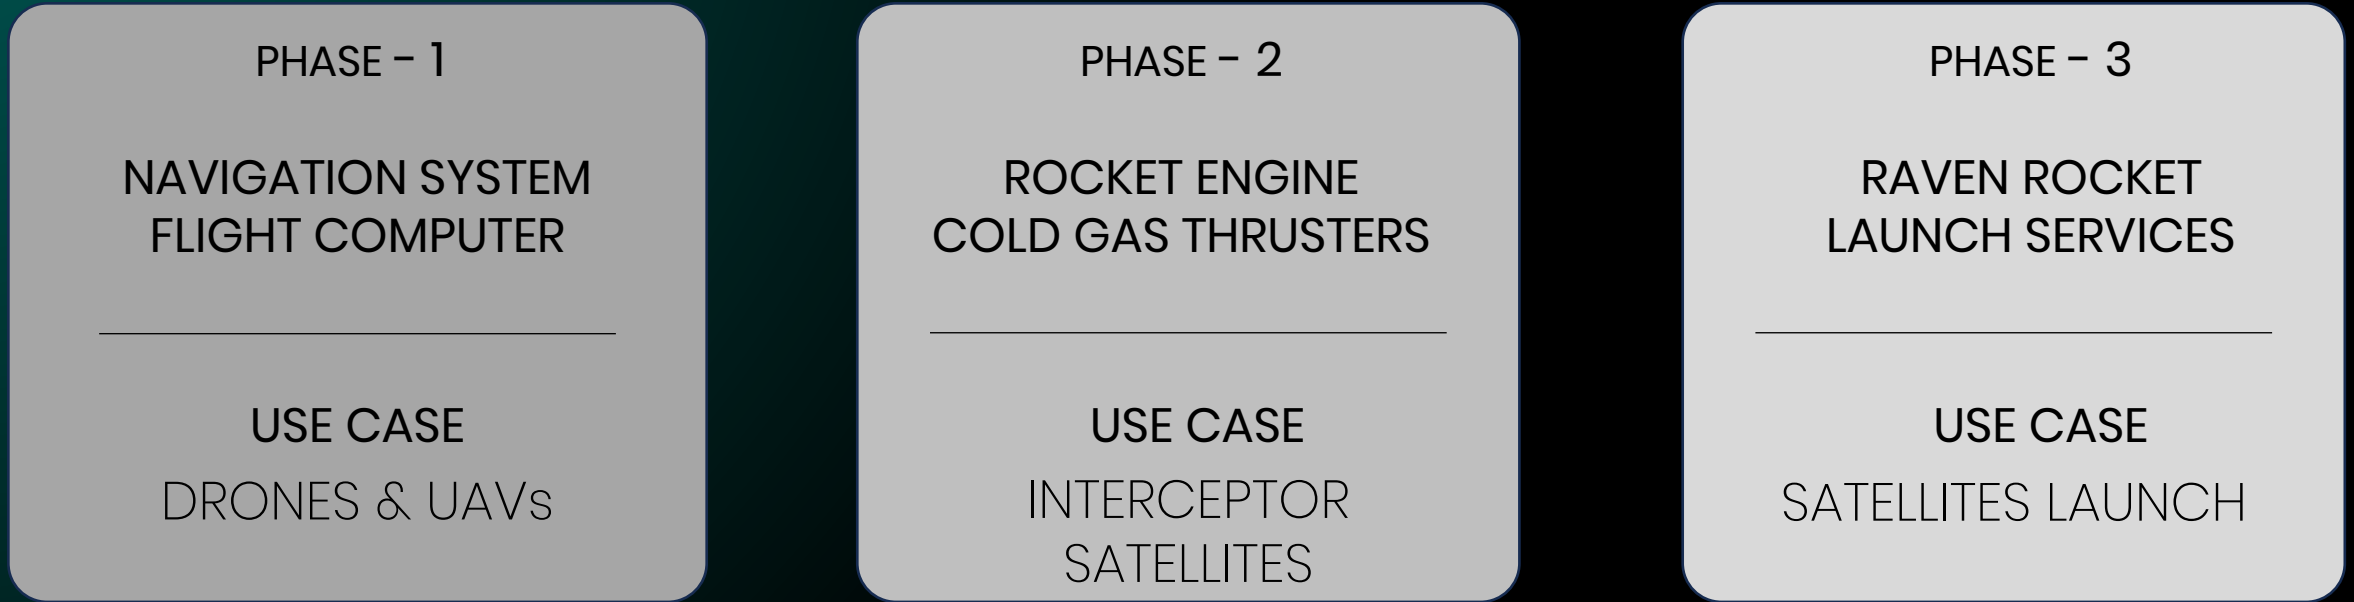 PHASE - 1
NAVIGATION SYSTEM
FLIGHT COMPUTER
USE CASE
DRONES & UAVs
PHASE - 2
ROCKET ENGINE
COLD GAS THRUSTERS
USE CASE
INTERCEPTOR
SATELLITES
PHASE - 3
RAVEN ROCKET
LAUNCH SERVICES
USE CASE
SATELLITES LAUNCH